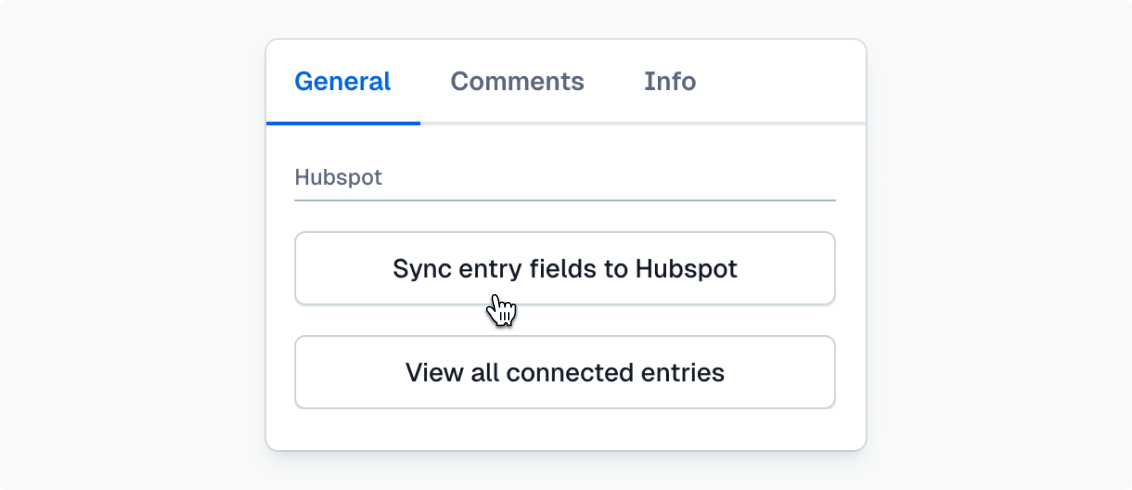 General Comments Info
Hubspot
Sync entry fields to Hubspot
View all connected entries